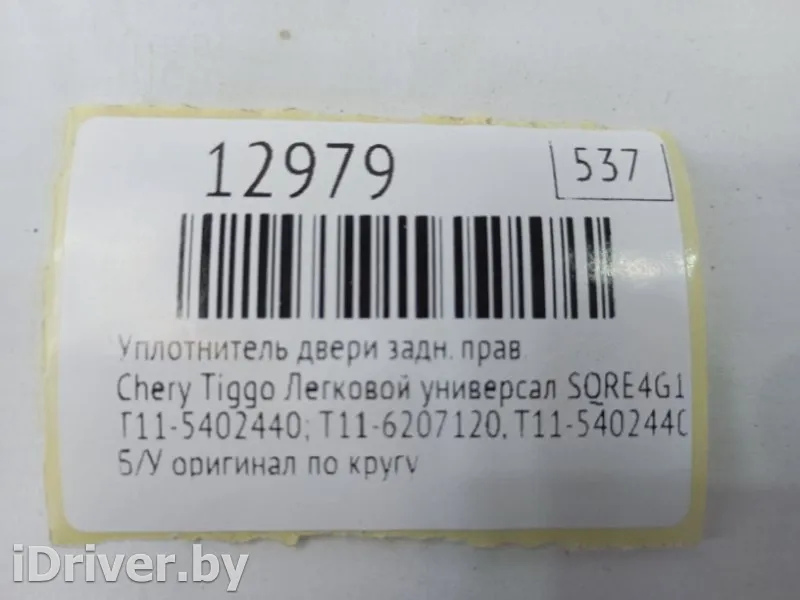 12979
537
Уплотнитель двери задн. прав.
Chery Tiggo Легковой универсал SQRE4G1
T11-5402440; T11-6207120, T11-5402440
Б/У оригинал по кругу
iDriver.by